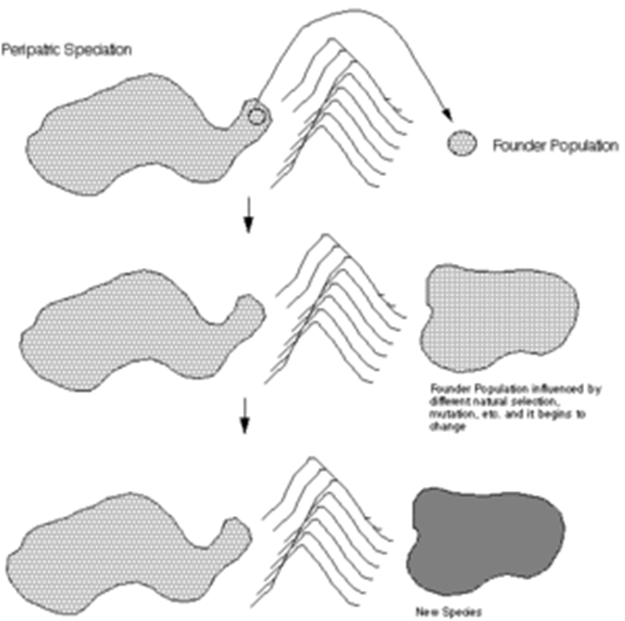 Peripatric Speciation
Founder Population
Founder Population influenced by
different natural selection,
mutation, etc. and it begins to
change
New Species